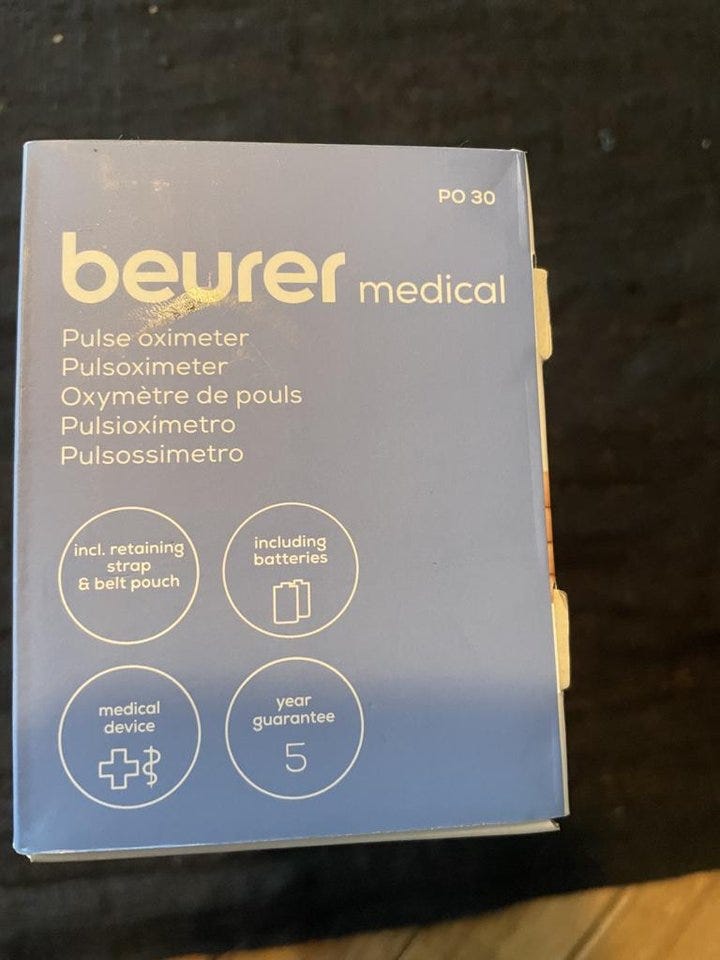 PO 30
beurer medical
Pulse oximeter
Pulsoximeter
Oxymètre de pouls
Pulsioxímetro
Pulsossimetro
incl. retaining
strap
& belt pouch
including
batteries
medical
device
year
guarantee
5